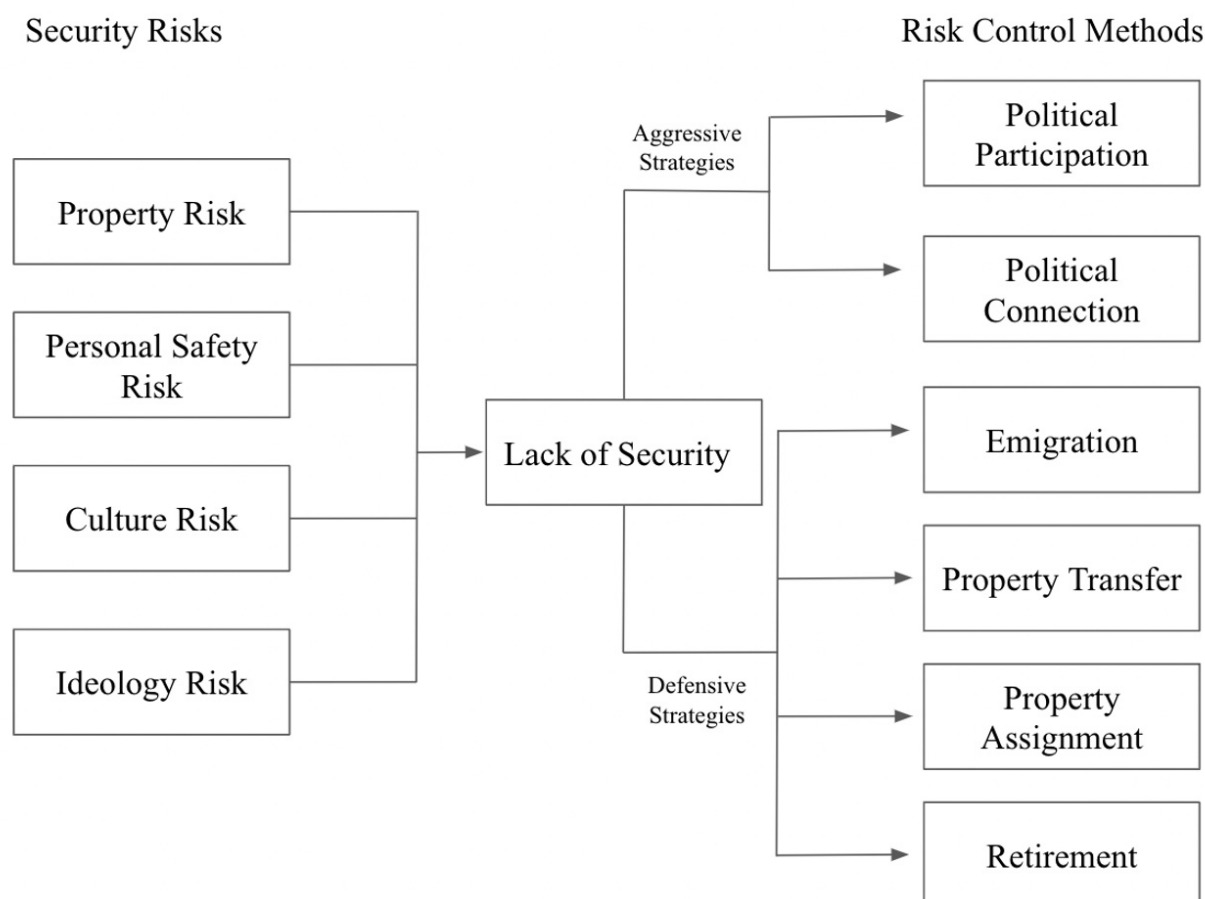 Security Risks
Risk Control Methods
Property Risk
Personal Safety
Risk
Culture Risk
Ideology Risk
Lack of Security
Aggressive
Strategies
Defensive
Strategies
Political
Participation
Political
Connection
Emigration
Property Transfer
Property
Assignment
Retirement